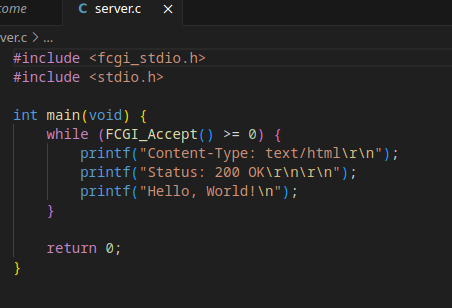 come
C server.c ×
rver.c > ...
#include <fcgi_stdio.h>
#include <stdio.h>
int main(void) {
    while (FCGI_Accept() >= 0) {
        printf("Content-Type: text/html\r\n");
        printf("Status: 200 OK\r\n\r\n");
        printf("Hello, World!\n");
    }
    return 0;
}